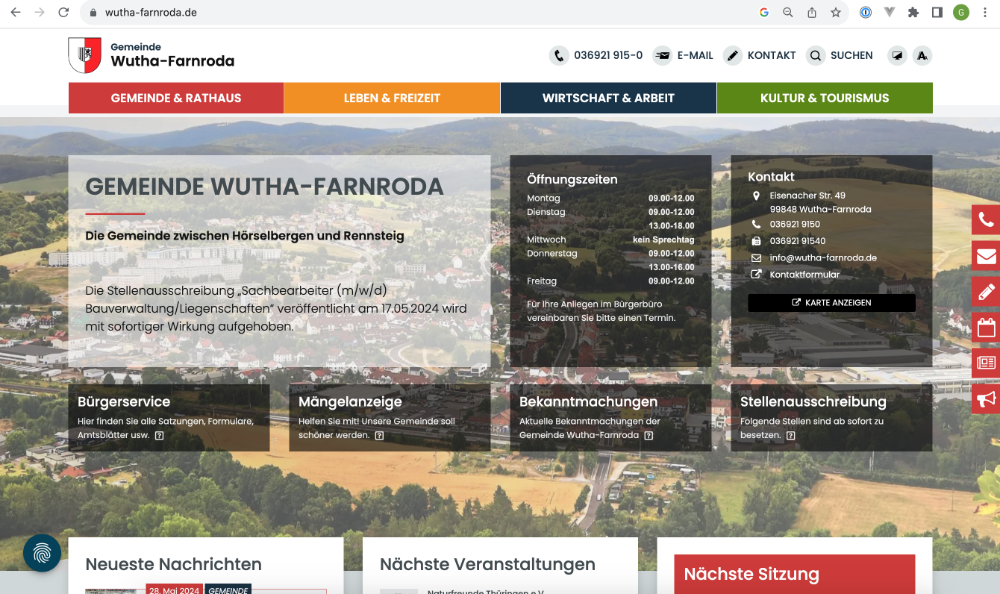 wutha-farnroda.de
G
Gemeinde
Wutha-Farnroda
036921 915-0 E-MAIL KONTAKT SUCHEN A
GEMEINDE & RATHAUS LEBEN & FREIZEIT WIRTSCHAFT & ARBEIT KULTUR & TOURISMUS
GEMEINDE WUTHA-FARNRODA
Die Gemeinde zwischen Hörselbergen und Rennsteig
Die Stellenausschreibung „Sachbearbeiter (m/w/d)
Bauverwaltung/Liegenschaften“ veröffentlicht am 17.05.2024 wird
mit sofortiger Wirkung aufgehoben.
Öffnungszeiten
Montag 09.00-12.00
Dienstag 09.00-12.00
13.00-18.00
Mittwoch kein Sprechtag
Donnerstag 09.00-12.00
13.00-16.00
Freitag 09.00-12.00
Für Ihre Anliegen im Bürgerbüro
vereinbaren Sie bitte einen Termin.
Kontakt
Eisenacher Str. 49
99848 Wutha-Farnroda
036921 9150
036921 91540
info@wutha-farnroda.de
Kontaktformular
KARTE ANZEIGEN
Bürgerservice
Hier finden Sie alle Satzungen, Formulare,
Amtsblätter usw. ?
Mängelanzeige
Helfen Sie mit! Unsere Gemeinde soll
schöner werden. ?
Bekanntmachungen
Aktuelle Bekanntmachungen der
Gemeinde Wutha-Farnroda ?
Stellenausschreibung
Folgende Stellen sind ab sofort zu
besetzen. ?
Neueste Nachrichten
28. Mai 2024 GEMEINDE
Nächste Veranstaltungen
Naturfreunde Thüringen e.V.
Nächste Sitzung